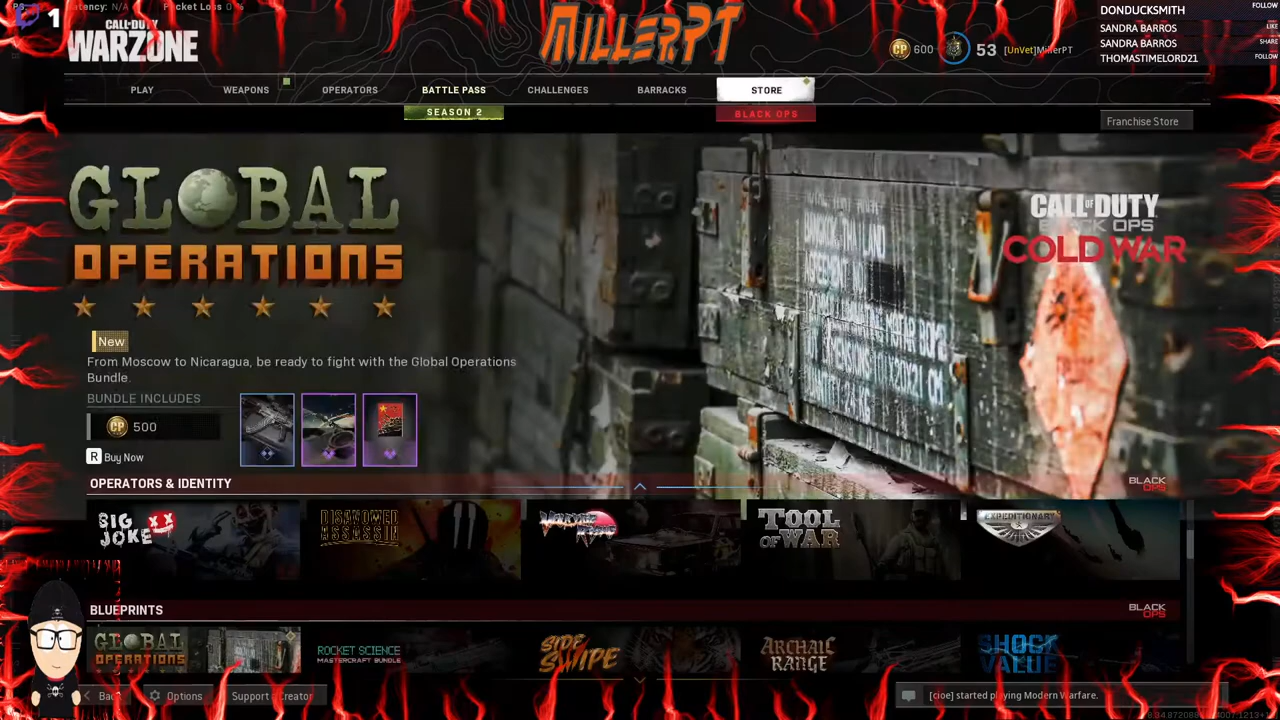 1
Latency: N/A Packet Loss 0 %
CALL OF DUTY
WARZONE
MILLERPT
CP 600
53
[UnVet]MillerPT
DONDUCKSMITH FOLLOW
SANDRA BARROS LIKE
SANDRA BARROS SHARE
THOMASTIMELORD21 FOLLOW
PLAY
WEAPONS
OPERATORS
BATTLE PASS
CHALLENGES
BARRACKS
STORE
SEASON 2
BLACK OPS
Franchise Store
GLOBAL
OPERATIONS
CALL OF DUTY
BLACK OPS
COLD WAR
New
From Moscow to Nicaragua, be ready to fight with the Global Operations
Bundle.
BUNDLE INCLUDES
CP 500
R Buy Now
OPERATORS & IDENTITY
BLACK
OPS
BIG
JOKE
DISAVOWED
ASSASSIN
TOOL
OF WAR
EXPEDITIONARY
BLUEPRINTS
BLACK
OPS
GLOBAL
OPERATIONS
ROCKET SCIENCE
MASTERCRAFT BUNDLE
SIDE
SWIPE
ARCHAIC
RANGE
SHOCK
VALUE
Back
Options
Support a Creator
[cioe] started playing Modern Warfare.